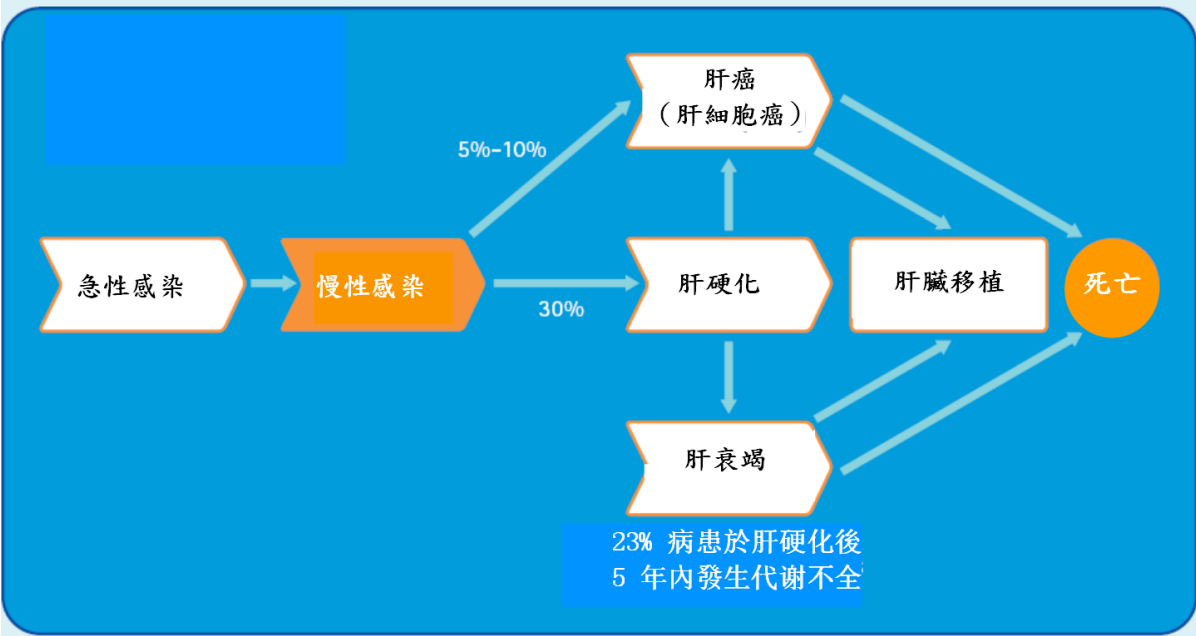 肝癌
（肝細胞癌）
5%-10%
急性感染
慢性感染
30%
肝硬化
肝臟移植
死亡
肝衰竭
23% 病患於肝硬化後
5 年內發生代谢不全